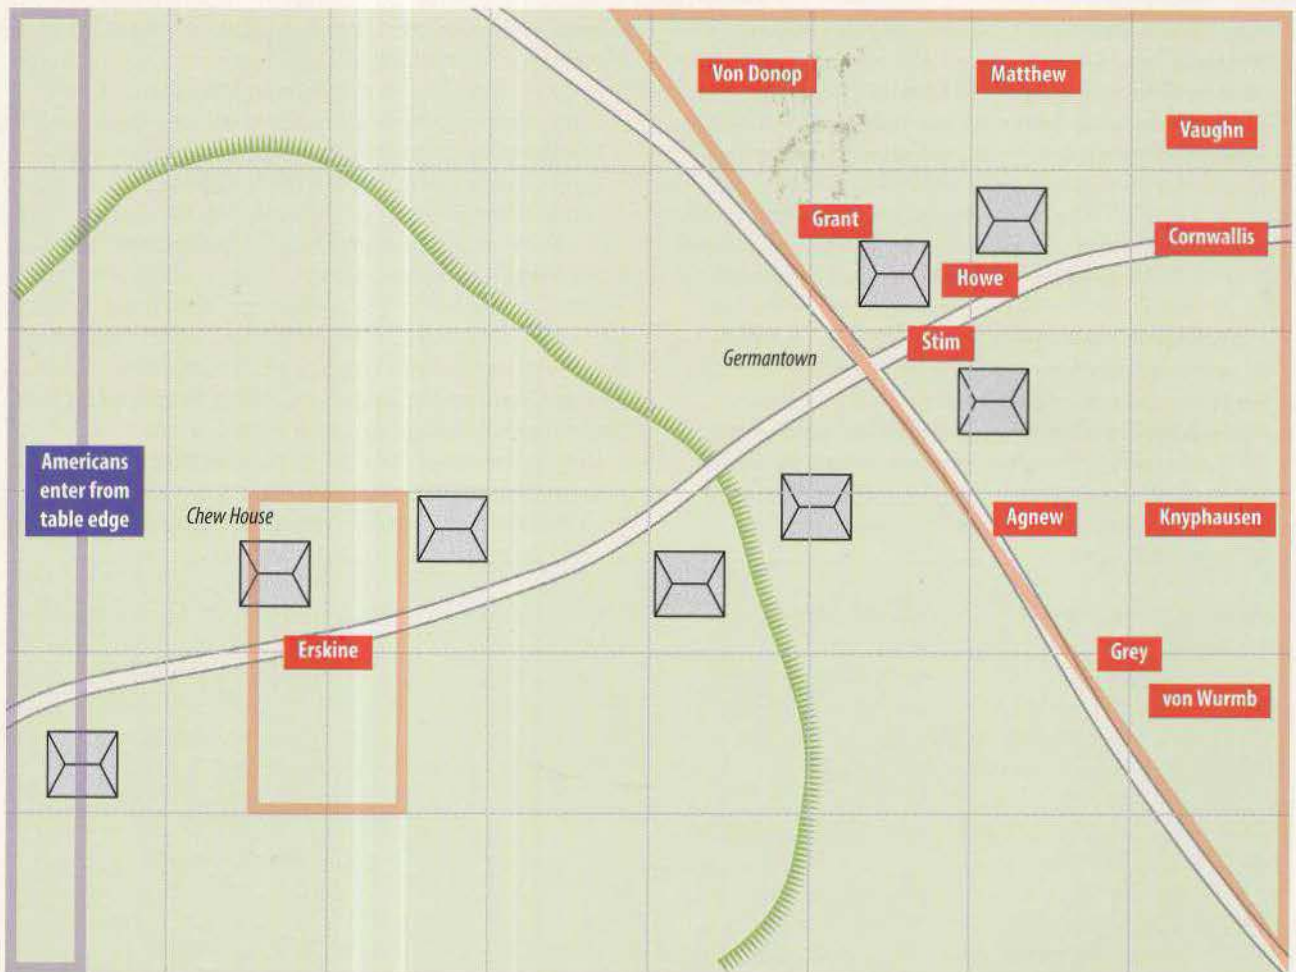 Von Donop
Matthew
Vaughn
Grant
Cornwallis
Howe
Stim
Germantown
Americans
enter from
table edge
Chew House
Agnew
Knyphausen
Erskine
Grey
von Wurmb